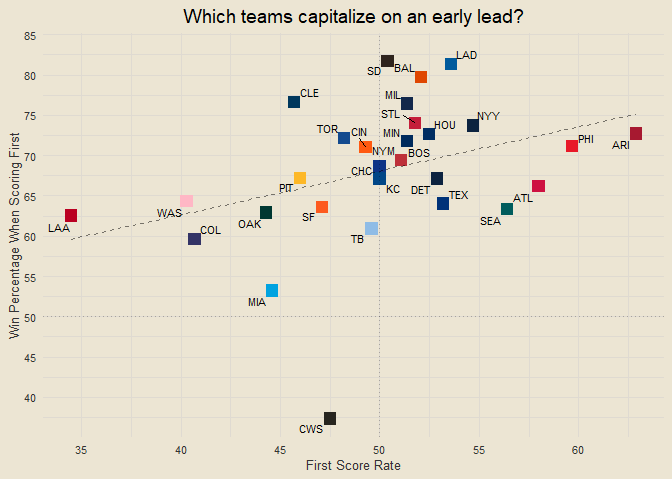 Which teams capitalize on an early lead?
85
80
75
70
65
60
55
50
45
40
Win Percentage When Scoring First
SD
BAL
LAD
CLE
MIL
STL
NYY
TOR
CIN
MIN
HOU
PHI
ARI
NYM
BOS
CHC
PIT
KC
DET
TEX
ATL
LAA
WAS
SF
SEA
OAK
COL
TB
MIA
CWS
35
40
45
50
55
60
First Score Rate